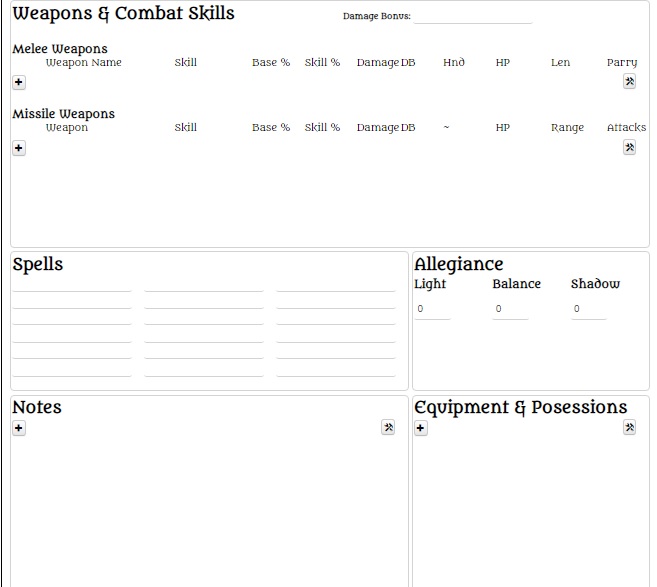 Weapons & Combat Skills Damage Bonus:
Melee Weapons
Weapon Name Skill Base % Skill % Damage DB Hnd HP Len Parry
+
Missile Weapons
Weapon Skill Base % Skill % Damage DB ~ HP Range Attacks
+
Spells
Allegiance
Light Balance Shadow
0 0 0
Notes
+
Equipment & Posessions
+